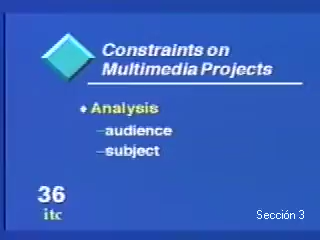 Constraints on
Multimedia Projects
♦ Analysis
–audience
–subject
36
itc
Sección 3